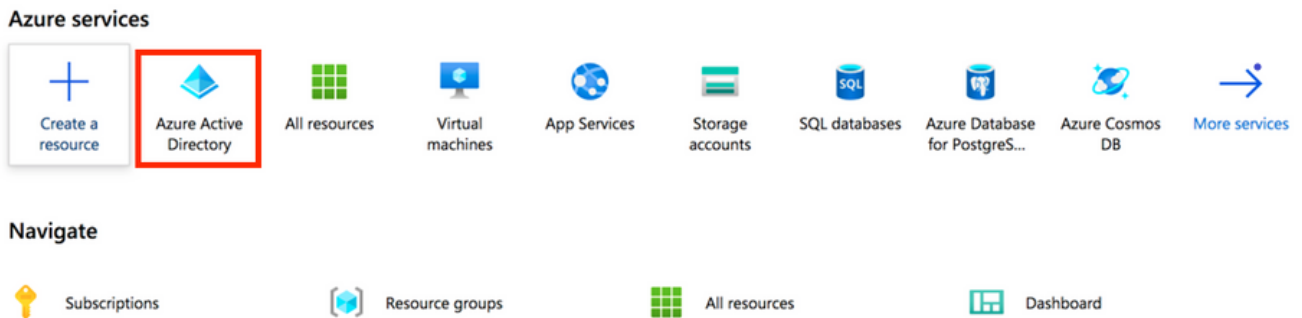 Azure services
Create a
resource
Azure Active
Directory
All resources
Virtual
machines
App Services
Storage
accounts
SQL
SQL databases
Azure Database
for PostgreS...
Azure Cosmos
DB
More services
Navigate
Subscriptions
Resource groups
All resources
Dashboard